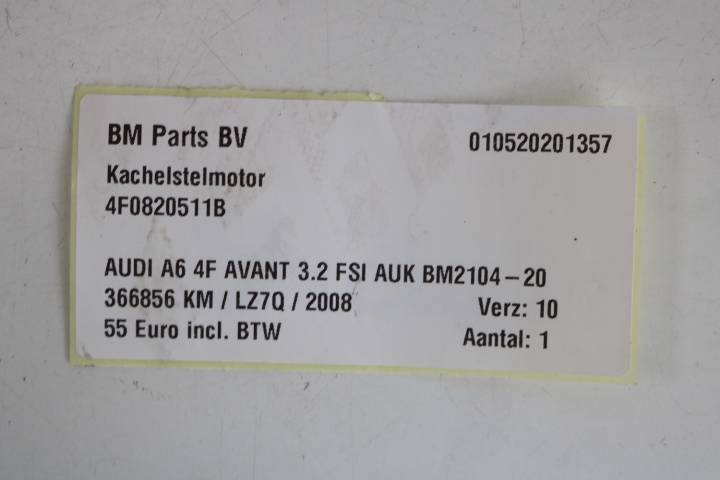 BM Parts BV 010520201357
Kachelstelmotor
4F0820511B
AUDI A6 4F AVANT 3.2 FSI AUK BM2104-20
366856 KM / LZ7Q / 2008 Verz: 10
55 Euro incl. BTW Aantal: 1